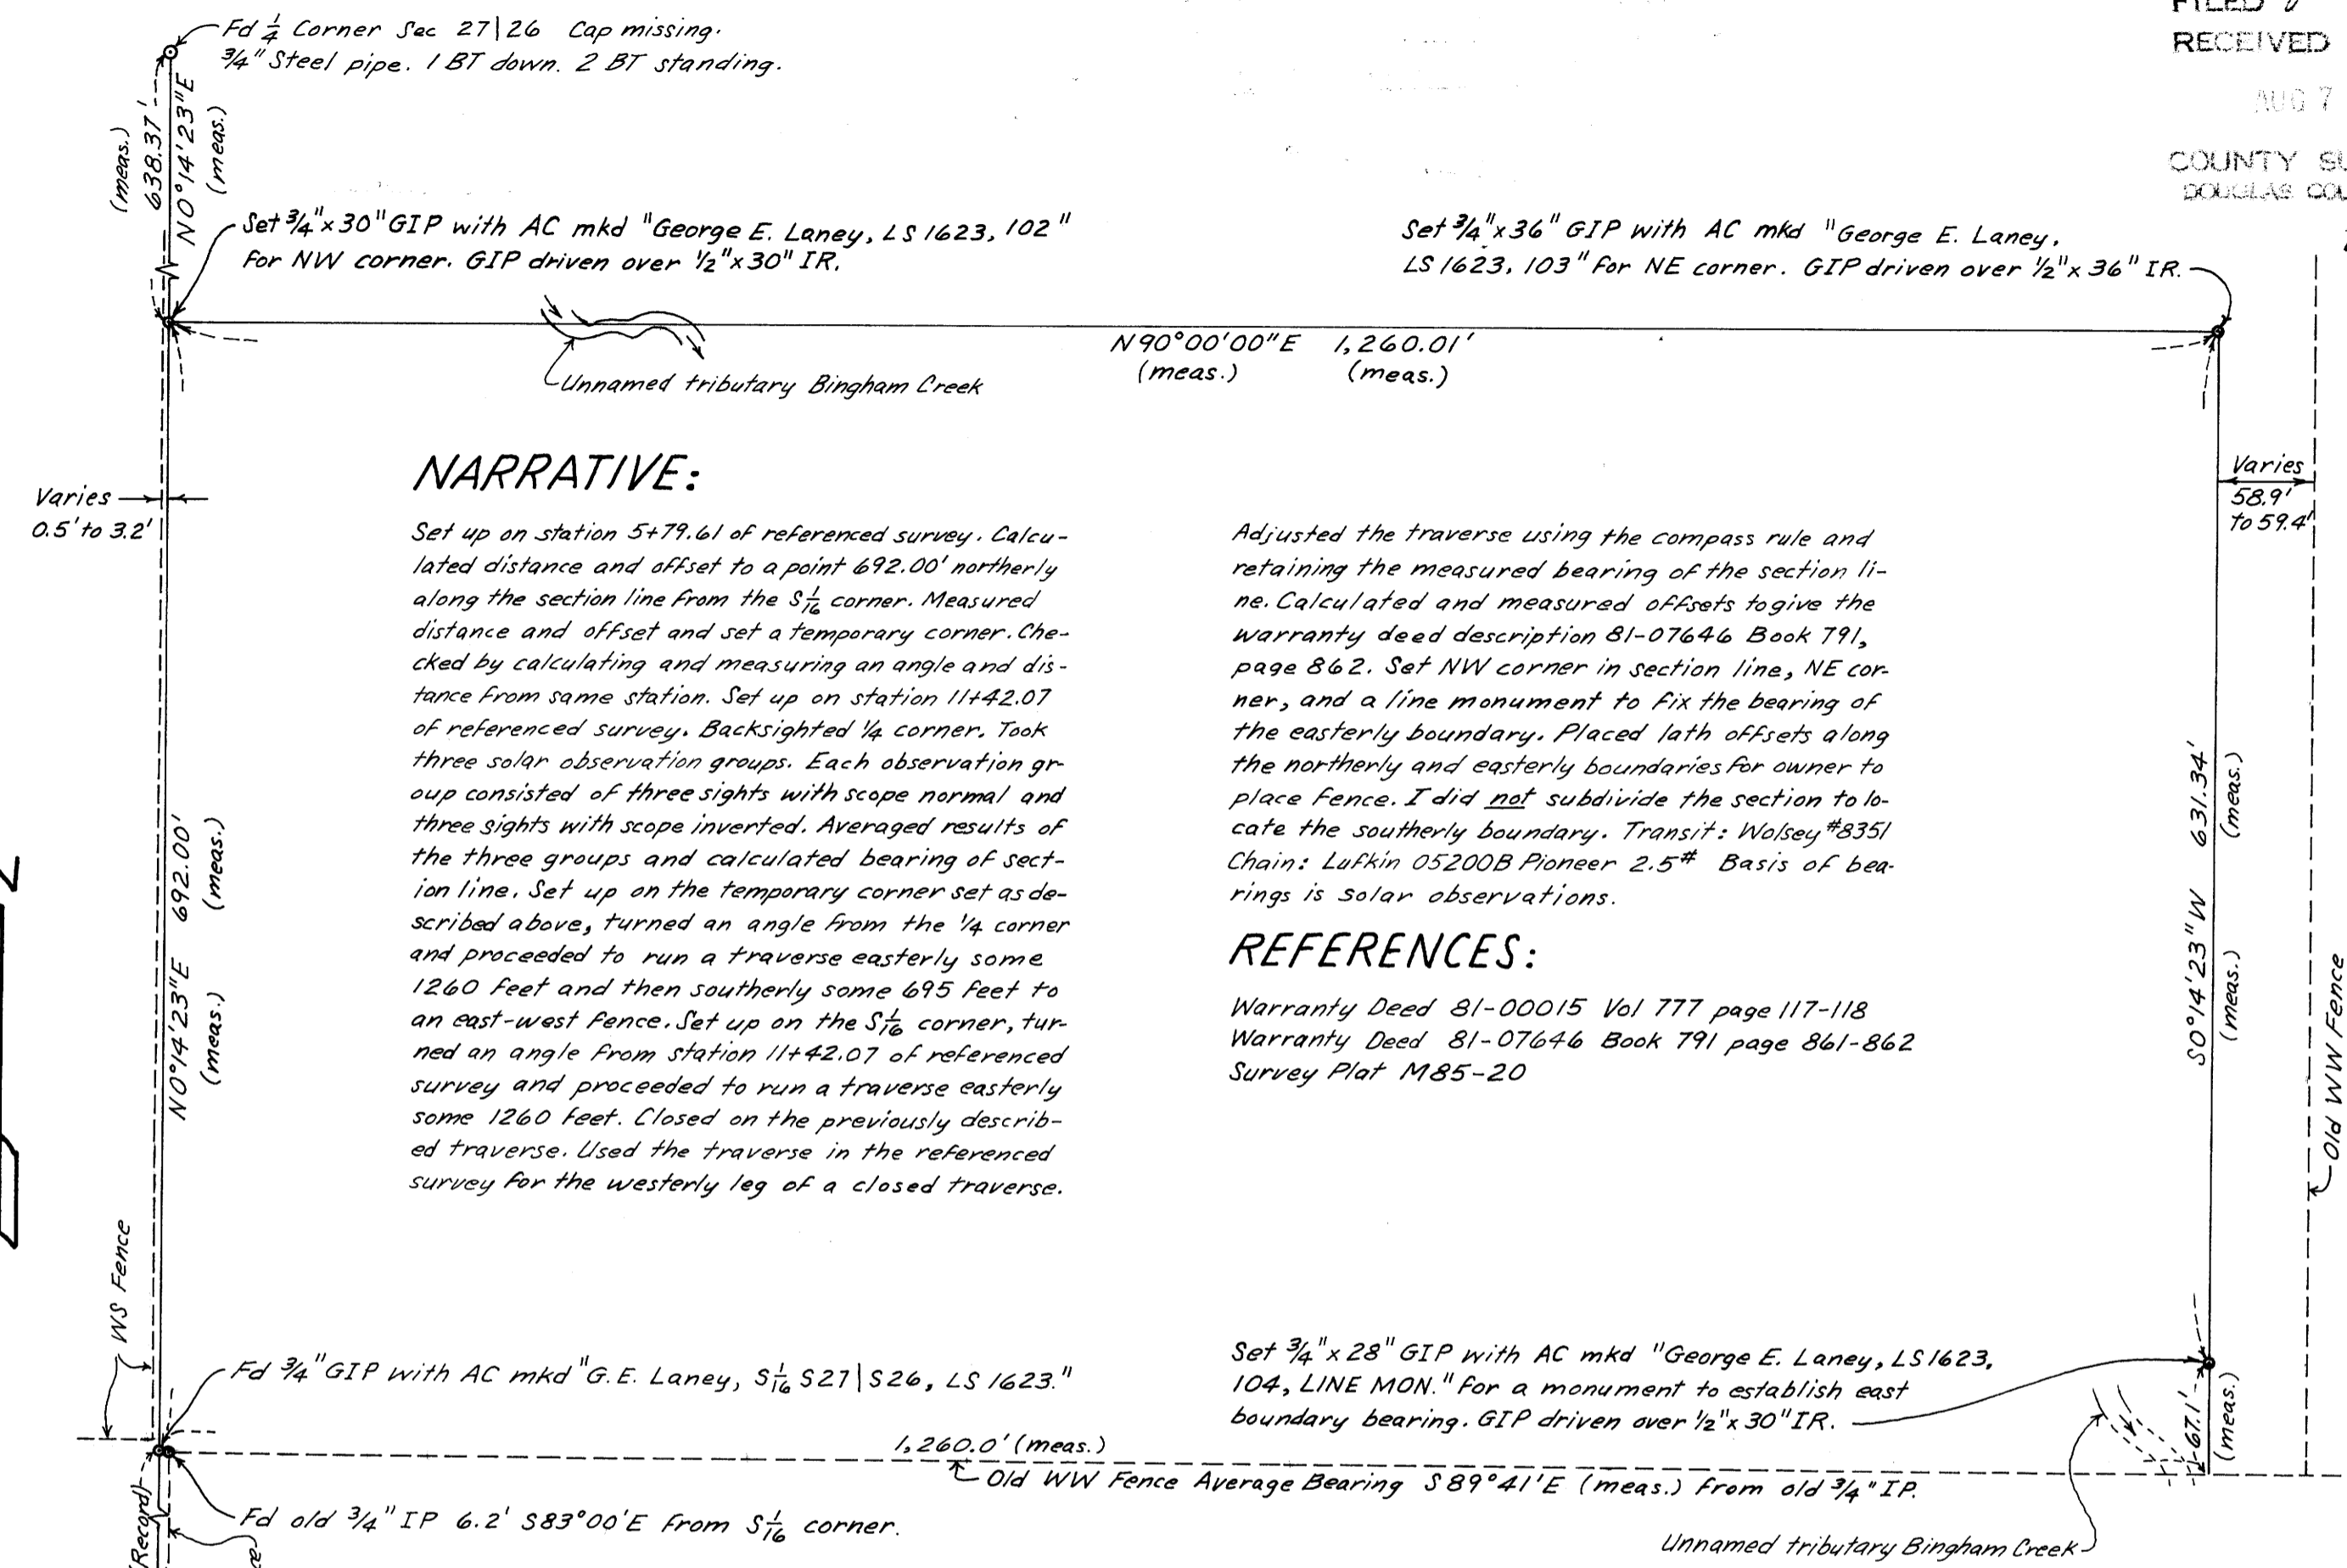 Fd 1/4 Corner Sec 27|26 Cap missing.
3/4" Steel pipe. 1 BT down. 2 BT standing.
FILED
RECEIVED
AUG 7
COUNTY SU
DOUGLAS COU
(meas.)
638.37'
N0°14'23"E
(meas.)
Set 3/4"x30" GIP with AC mkd "George E. Laney, LS 1623, 102"
for NW corner. GIP driven over 1/2"x30" IR.
Set 3/4"x36" GIP with AC mkd "George E. Laney,
LS 1623, 103" for NE corner. GIP driven over 1/2"x36" IR.
N90°00'00"E 1,260.01'
(meas.) (meas.)
Unnamed tributary Bingham Creek
Varies
0.5' to 3.2'
Varies
58.9'
to 59.4'
NARRATIVE:
Set up on station 5+79.61 of referenced survey. Calcu-
lated distance and offset to a point 692.00' northerly
along the section line from the S1/16 corner. Measured
distance and offset and set a temporary corner. Che-
cked by calculating and measuring an angle and dis-
tance from same station. Set up on station 11+42.07
of referenced survey. Backsighted 1/4 corner. Took
three solar observation groups. Each observation gr-
oup consisted of three sights with scope normal and
three sights with scope inverted. Averaged results of
the three groups and calculated bearing of sect-
ion line. Set up on the temporary corner set as de-
scribed above, turned an angle from the 1/4 corner
and proceeded to run a traverse easterly some
1260 feet and then southerly some 695 feet to
an east-west fence. Set up on the S1/16 corner, tur-
ned an angle from station 11+42.07 of referenced
survey and proceeded to run a traverse easterly
some 1260 feet. Closed on the previously describ-
ed traverse. Used the traverse in the referenced
survey for the westerly leg of a closed traverse.
Adjusted the traverse using the compass rule and
retaining the measured bearing of the section li-
ne. Calculated and measured offsets to give the
warranty deed description 81-07646 Book 791,
page 862. Set NW corner in section line, NE cor-
ner, and a line monument to fix the bearing of
the easterly boundary. Placed lath offsets along
the northerly and easterly boundaries for owner to
place fence. I did not subdivide the section to lo-
cate the southerly boundary. Transit: Wolsey #8351
Chain: Lufkin 05200B Pioneer 2.5# Basis of bea-
rings is solar observations.
REFERENCES:
Warranty Deed 81-00015 Vol 777 page 117-118
Warranty Deed 81-07646 Book 791 page 861-862
Survey Plat M85-20
N0°14'23"E 692.00'
(meas.) (meas.)
S0°14'23"W 631.34'
(meas.) (meas.)
Old WW Fence
WS Fence
Fd 3/4" GIP with AC mkd "G.E. Laney, S1/16 S27|S26, LS 1623."
Set 3/4"x28" GIP with AC mkd "George E. Laney, LS 1623,
104, LINE MON." for a monument to establish east
boundary bearing. GIP driven over 1/2"x30" IR.
67.1'
(meas.)
1,260.0' (meas.)
Old WW Fence Average Bearing S89°41'E (meas.) from old 3/4" IP.
Fd old 3/4" IP 6.2' S83°00'E from S1/16 corner.
(Record)
Unnamed tributary Bingham Creek